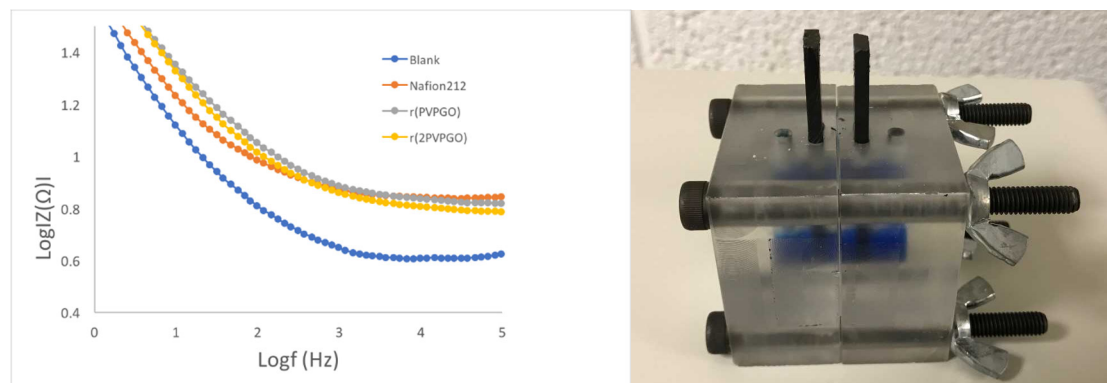 1.4
1.2
1
0.8
0.6
0.4
Log|Z(Ω)|
0
1
2
3
4
5
Logf (Hz)
Blank
Nafion212
r(PVPGO)
r(2PVPGO)